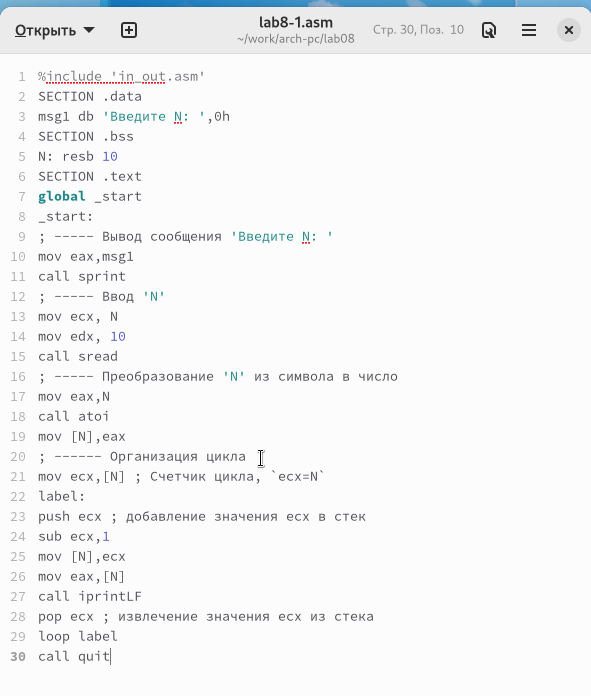 Открыть
lab8-1.asm
~/work/arch-pc/lab08
Стр. 30, Поз. 10
1 %include 'in_out.asm'
2 SECTION .data
3 msg1 db 'Введите N: ',0h
4 SECTION .bss
5 N: resb 10
6 SECTION .text
7 global _start
8 _start:
9 ; ----- Вывод сообщения 'Введите N: '
10 mov eax,msg1
11 call sprint
12 ; ----- Ввод 'N'
13 mov ecx, N
14 mov edx, 10
15 call sread
16 ; ----- Преобразование 'N' из символа в число
17 mov eax,N
18 call atoi
19 mov [N],eax
20 ; ------ Организация цикла
21 mov ecx,[N] ; Счетчик цикла, `ecx=N`
22 label:
23 push ecx ; добавление значения ecx в стек
24 sub ecx,1
25 mov [N],ecx
26 mov eax,[N]
27 call iprintLF
28 pop ecx ; извлечение значения ecx из стека
29 loop label
30 call quit